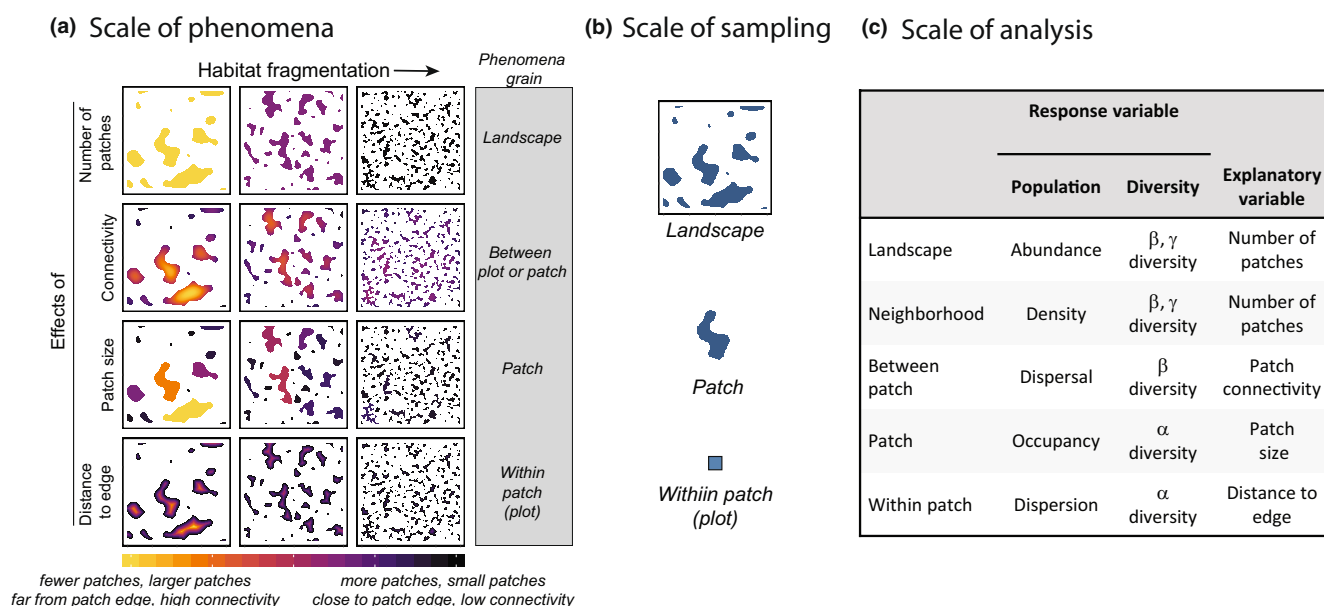 (a) Scale of phenomena
Habitat fragmentation
Phenomena
grain
Effects of
Number of
patches
Landscape
Connectivity
Between
plot or patch
Patch size
Patch
Distance
to edge
Within
patch
(plot)
fewer patches, larger patches
far from patch edge, high connectivity
more patches, small patches
close to patch edge, low connectivity
(b) Scale of sampling
Landscape
Patch
Withiin patch
(plot)
(c) Scale of analysis
Response variable
Population
Diversity
Explanatory
variable
Landscape
Abundance
β, γ
diversity
Number of
patches
Neighborhood
Density
β, γ
diversity
Number of
patches
Between
patch
Dispersal
β
diversity
Patch
connectivity
Patch
Occupancy
α
diversity
Patch
size
Within patch
Dispersion
α
diversity
Distance to
edge